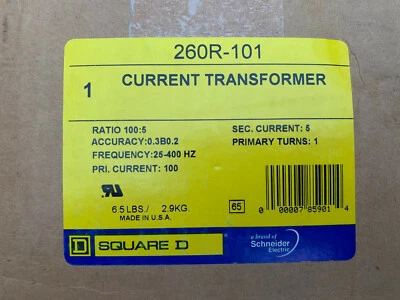 260R-101
1 CURRENT TRANSFORMER
RATIO 100:5 SEC. CURRENT: 5
ACCURACY:0.3B0.2 PRIMARY TURNS: 1
FREQUENCY:25-400 HZ
PRI. CURRENT: 100
6.5 LBS / 2.9KG.
MADE IN U.S.A.
65
0 00007 85901 4
D SQUARE D
a brand of
Schneider
Electric